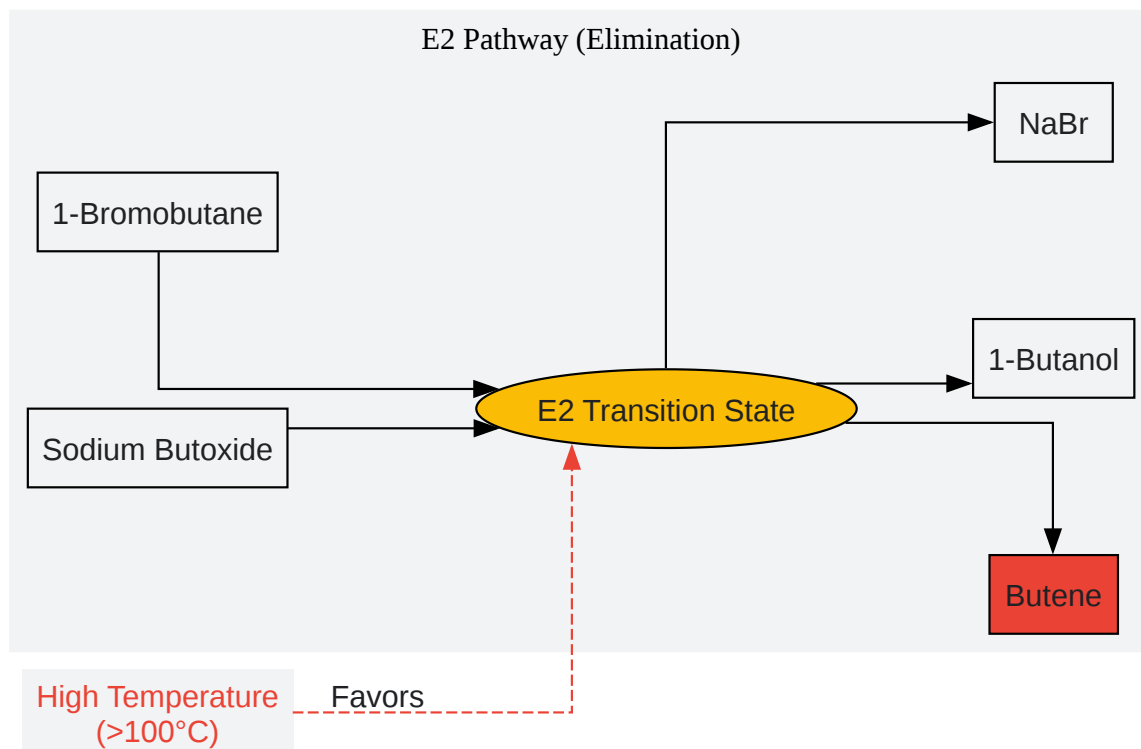 E2 Pathway (Elimination)
NaBr
1-Bromobutane
1-Butanol
E2 Transition State
Sodium Butoxide
Butene
High Temperature
(>100°C)
Favors